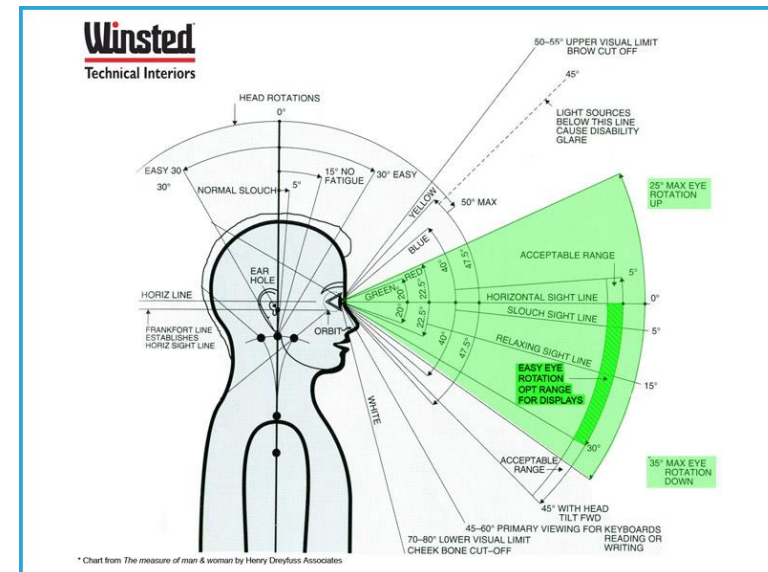 Winsted
Technical Interiors
50–55° UPPER VISUAL LIMIT
BROW CUT OFF
45°
HEAD ROTATIONS
0°
LIGHT SOURCES
BELOW THIS LINE
CAUSE DISABILITY
GLARE
EASY 30
30°
15° NO
FATIGUE
30° EASY
NORMAL SLOUCH
5°
YELLOW
50° MAX
25° MAX EYE
ROTATION
UP
BLUE
40°
47.5°
ACCEPTABLE RANGE
5°
EAR
HOLE
GREEN
RED
20°
22.5°
HORIZ LINE
HORIZONTAL SIGHT LINE
0°
20°
22.5°
SLOUCH SIGHT LINE
5°
FRANKFORT LINE
ESTABLISHES
HORIZ SIGHT LINE
ORBIT
40°
47.5°
RELAXING SIGHT LINE
15°
EASY EYE
ROTATION
OPT RANGE
FOR DISPLAYS
WHITE
30°
ACCEPTABLE
RANGE
35° MAX EYE
ROTATION
DOWN
45° WITH HEAD
TILT FWD
45–60° PRIMARY VIEWING FOR KEYBOARDS
READING OR
WRITING
70–80° LOWER VISUAL LIMIT
CHEEK BONE CUT–OFF
* Chart from The measure of man & woman by Henry Dreyfuss Associates